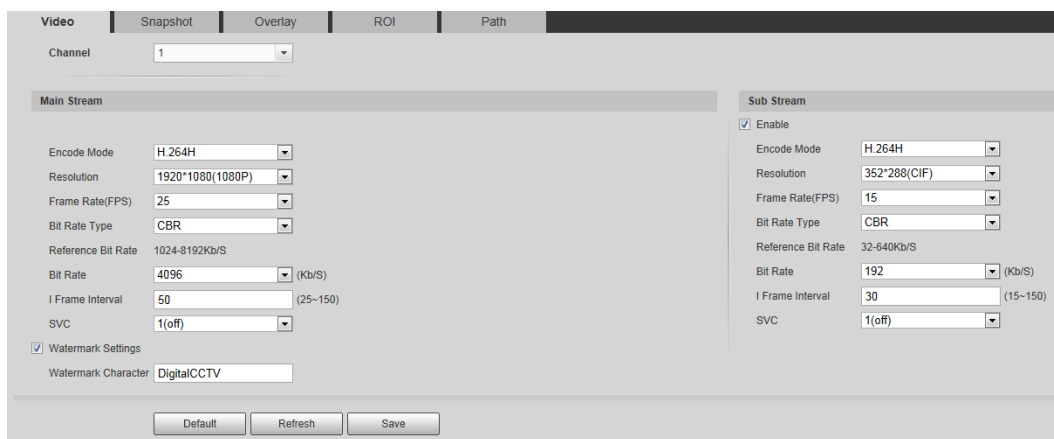 Video Snapshot Overlay ROI Path
Channel 1
Main Stream
Encode Mode H.264H
Resolution 1920*1080(1080P)
Frame Rate(FPS) 25
Bit Rate Type CBR
Reference Bit Rate 1024-8192Kb/S
Bit Rate 4096 (Kb/S)
I Frame Interval 50 (25~150)
SVC 1(off)
Watermark Settings
Watermark Character DigitalCCTV
Sub Stream
Enable
Encode Mode H.264H
Resolution 352*288(CIF)
Frame Rate(FPS) 15
Bit Rate Type CBR
Reference Bit Rate 32-640Kb/S
Bit Rate 192 (Kb/S)
I Frame Interval 30 (15~150)
SVC 1(off)
Default Refresh Save